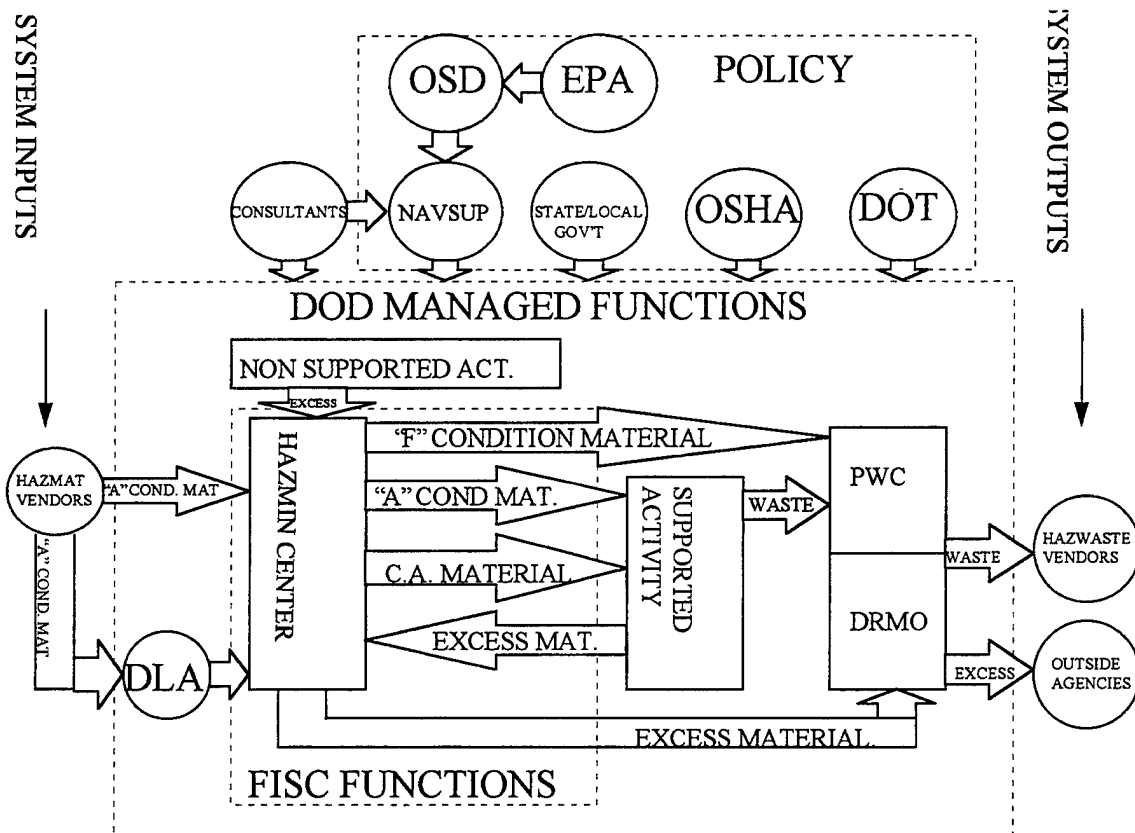 SYSTEM INPUTS
YSTEM OUTPUTS
POLICY
OSD
EPA
CONSULTANTS
NAVSUP
STATE/LOCAL
GOV'T
OSHA
DOT
DOD MANAGED FUNCTIONS
NON SUPPORTED ACT.
EXCESS
HAZMIN CENTER
"F" CONDITION MATERIAL
HAZMAT
VENDORS
"A" COND. MAT
"A" COND MAT.
SUPPORTED
ACTIVITY
WASTE
PWC
C.A. MATERIAL
WASTE
HAZWASTE
VENDORS
"A" COND. MAT.
EXCESS MAT.
DRMO
DLA
EXCESS
OUTSIDE
AGENCIES
EXCESS MATERIAL.
FISC FUNCTIONS